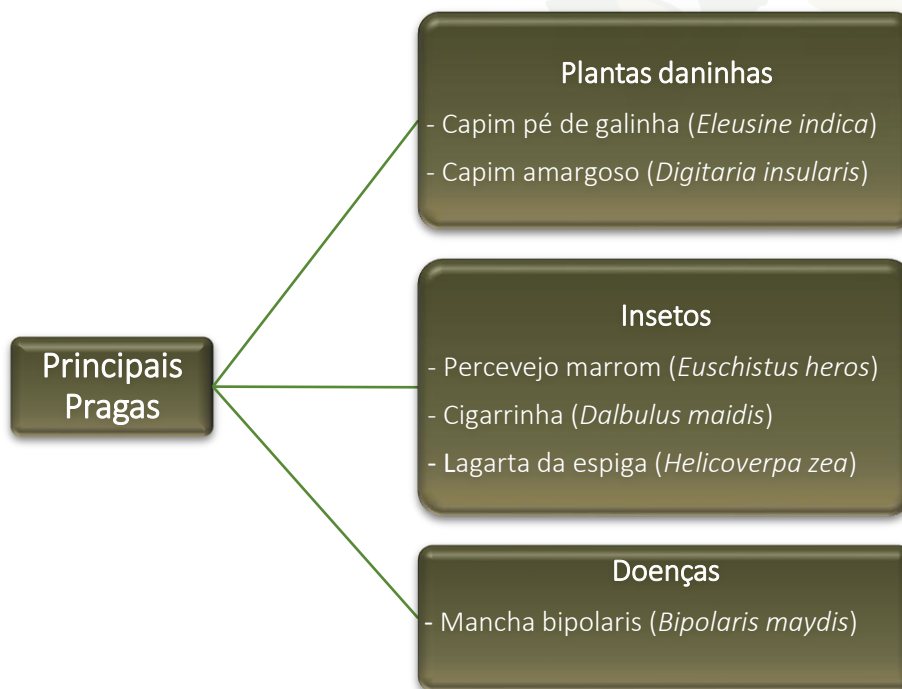 Plantas daninhas
- Capim pé de galinha (Eleusine indica)
- Capim amargoso (Digitaria insularis)
Insetos
- Percevejo marrom (Euschistus heros)
- Cigarrinha (Dalbulus maidis)
- Lagarta da espiga (Helicoverpa zea)
Principais
Pragas
Doenças
- Mancha bipolaris (Bipolaris maydis)